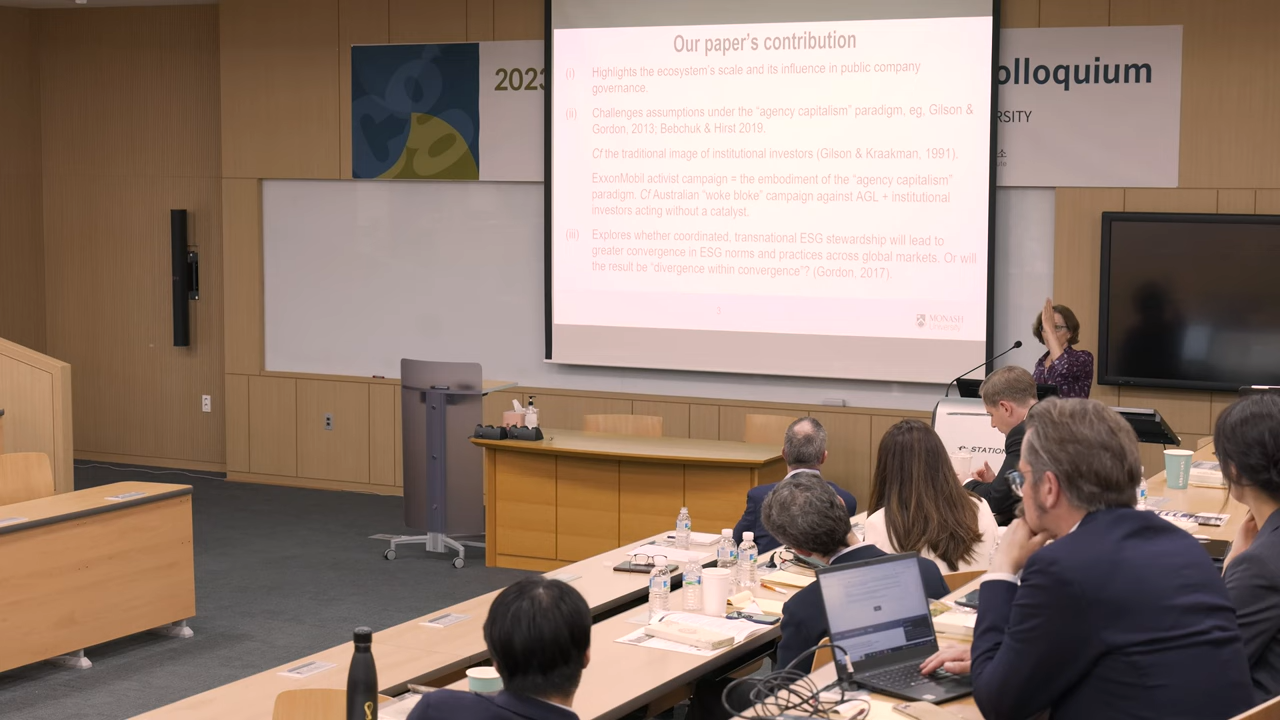 Our paper's contribution
2023
olloquium
(i) Highlights the ecosystem's scale and its influence in public company
governance.
(ii) Challenges assumptions under the "agency capitalism" paradigm, eg, Gilson &
Gordon, 2013; Bebchuk & Hirst 2019.
RSITY
Cf the traditional image of institutional investors (Gilson & Kraakman, 1991).
소
ExxonMobil activist campaign = the embodiment of the "agency capitalism"
paradigm. Cf Australian "woke bloke" campaign against AGL + Institutional
investors acting without a catalyst.
(iii) Explores whether coordinated, transnational ESG stewardship will lead to
greater convergence in ESG norms and practices across global markets. Or will
the result be "divergence within convergence"? (Gordon, 2017).
MONASH
University
STATION